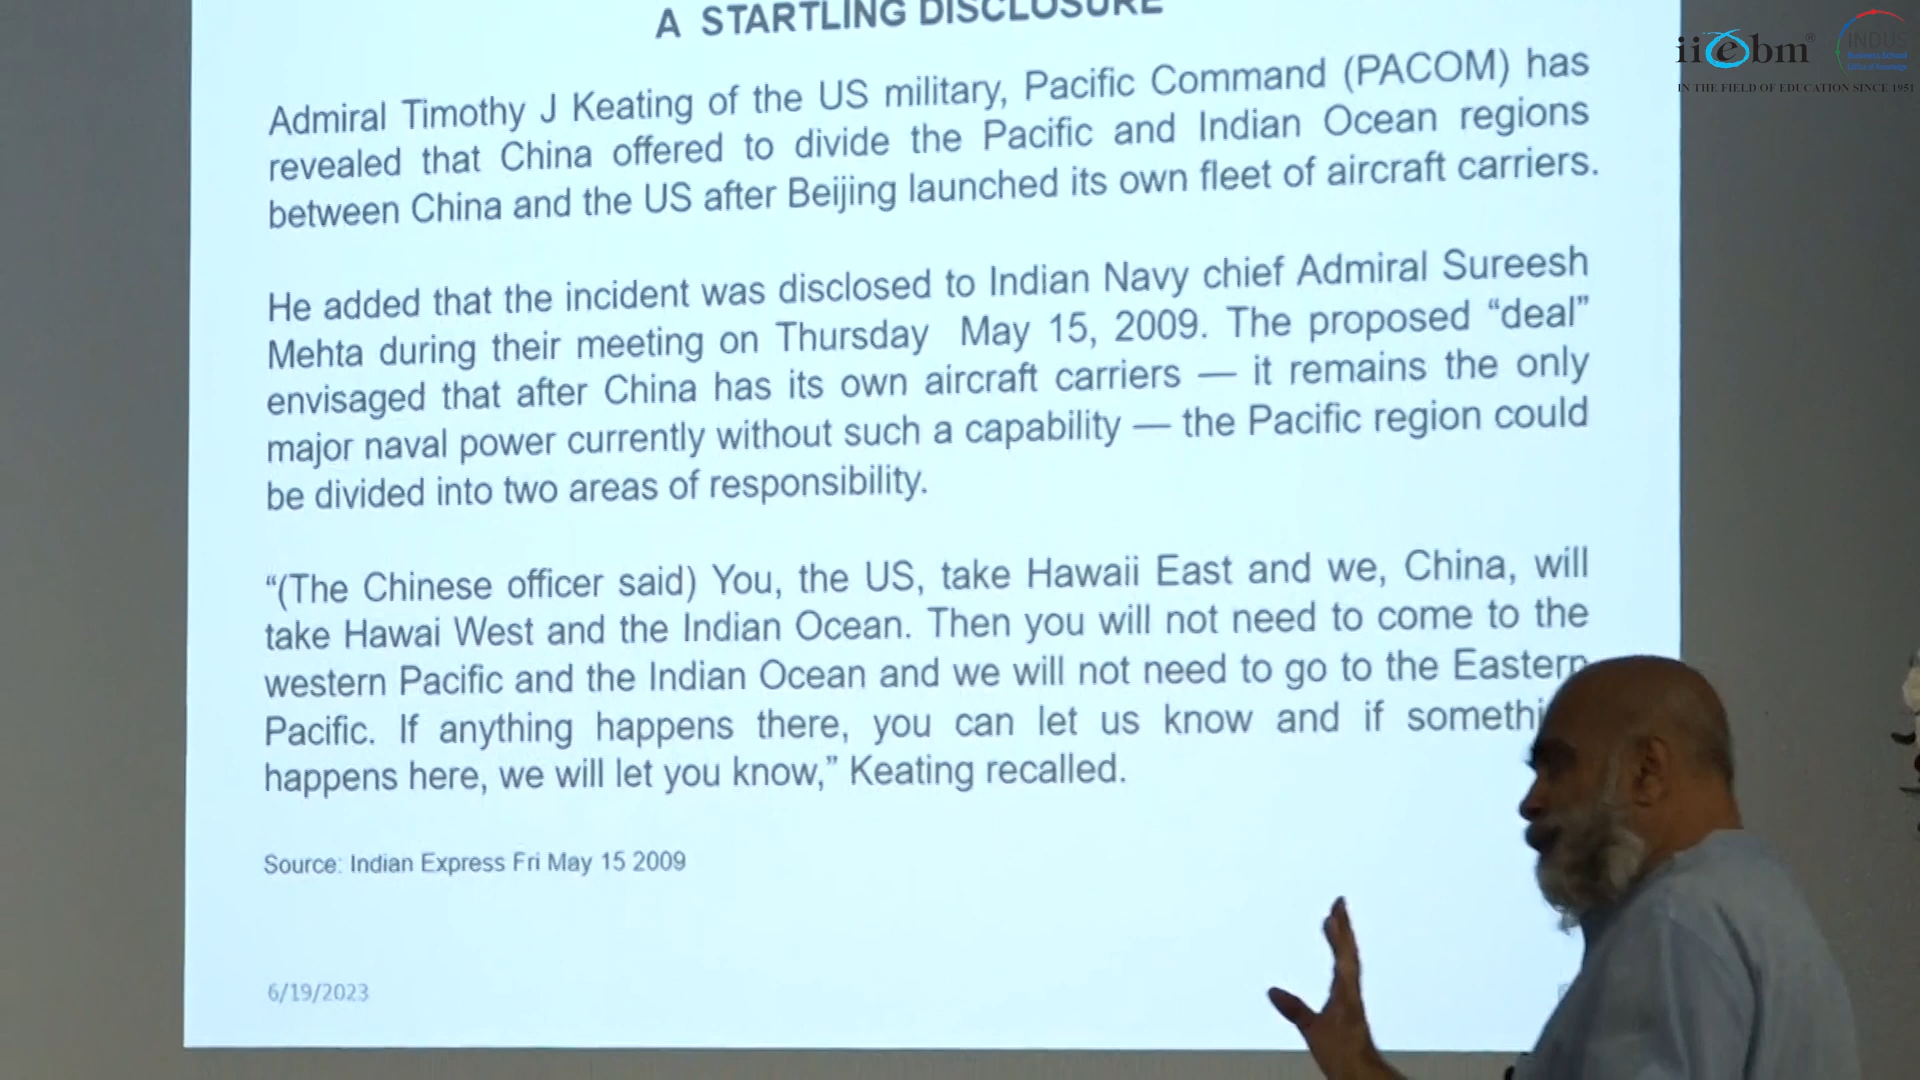 A STARTLING DISCLOSURE
iiebm®
INDUS
IN THE FIELD OF EDUCATION SINCE 1951
Admiral Timothy J Keating of the US military, Pacific Command (PACOM) has
revealed that China offered to divide the Pacific and Indian Ocean regions
between China and the US after Beijing launched its own fleet of aircraft carriers.
He added that the incident was disclosed to Indian Navy chief Admiral Sureesh
Mehta during their meeting on Thursday May 15, 2009. The proposed “deal”
envisaged that after China has its own aircraft carriers — it remains the only
major naval power currently without such a capability — the Pacific region could
be divided into two areas of responsibility.
“(The Chinese officer said) You, the US, take Hawaii East and we, China, will
take Hawai West and the Indian Ocean. Then you will not need to come to the
western Pacific and the Indian Ocean and we will not need to go to the Eastern
Pacific. If anything happens there, you can let us know and if somethi
happens here, we will let you know,” Keating recalled.
Source: Indian Express Fri May 15 2009
6/19/2023